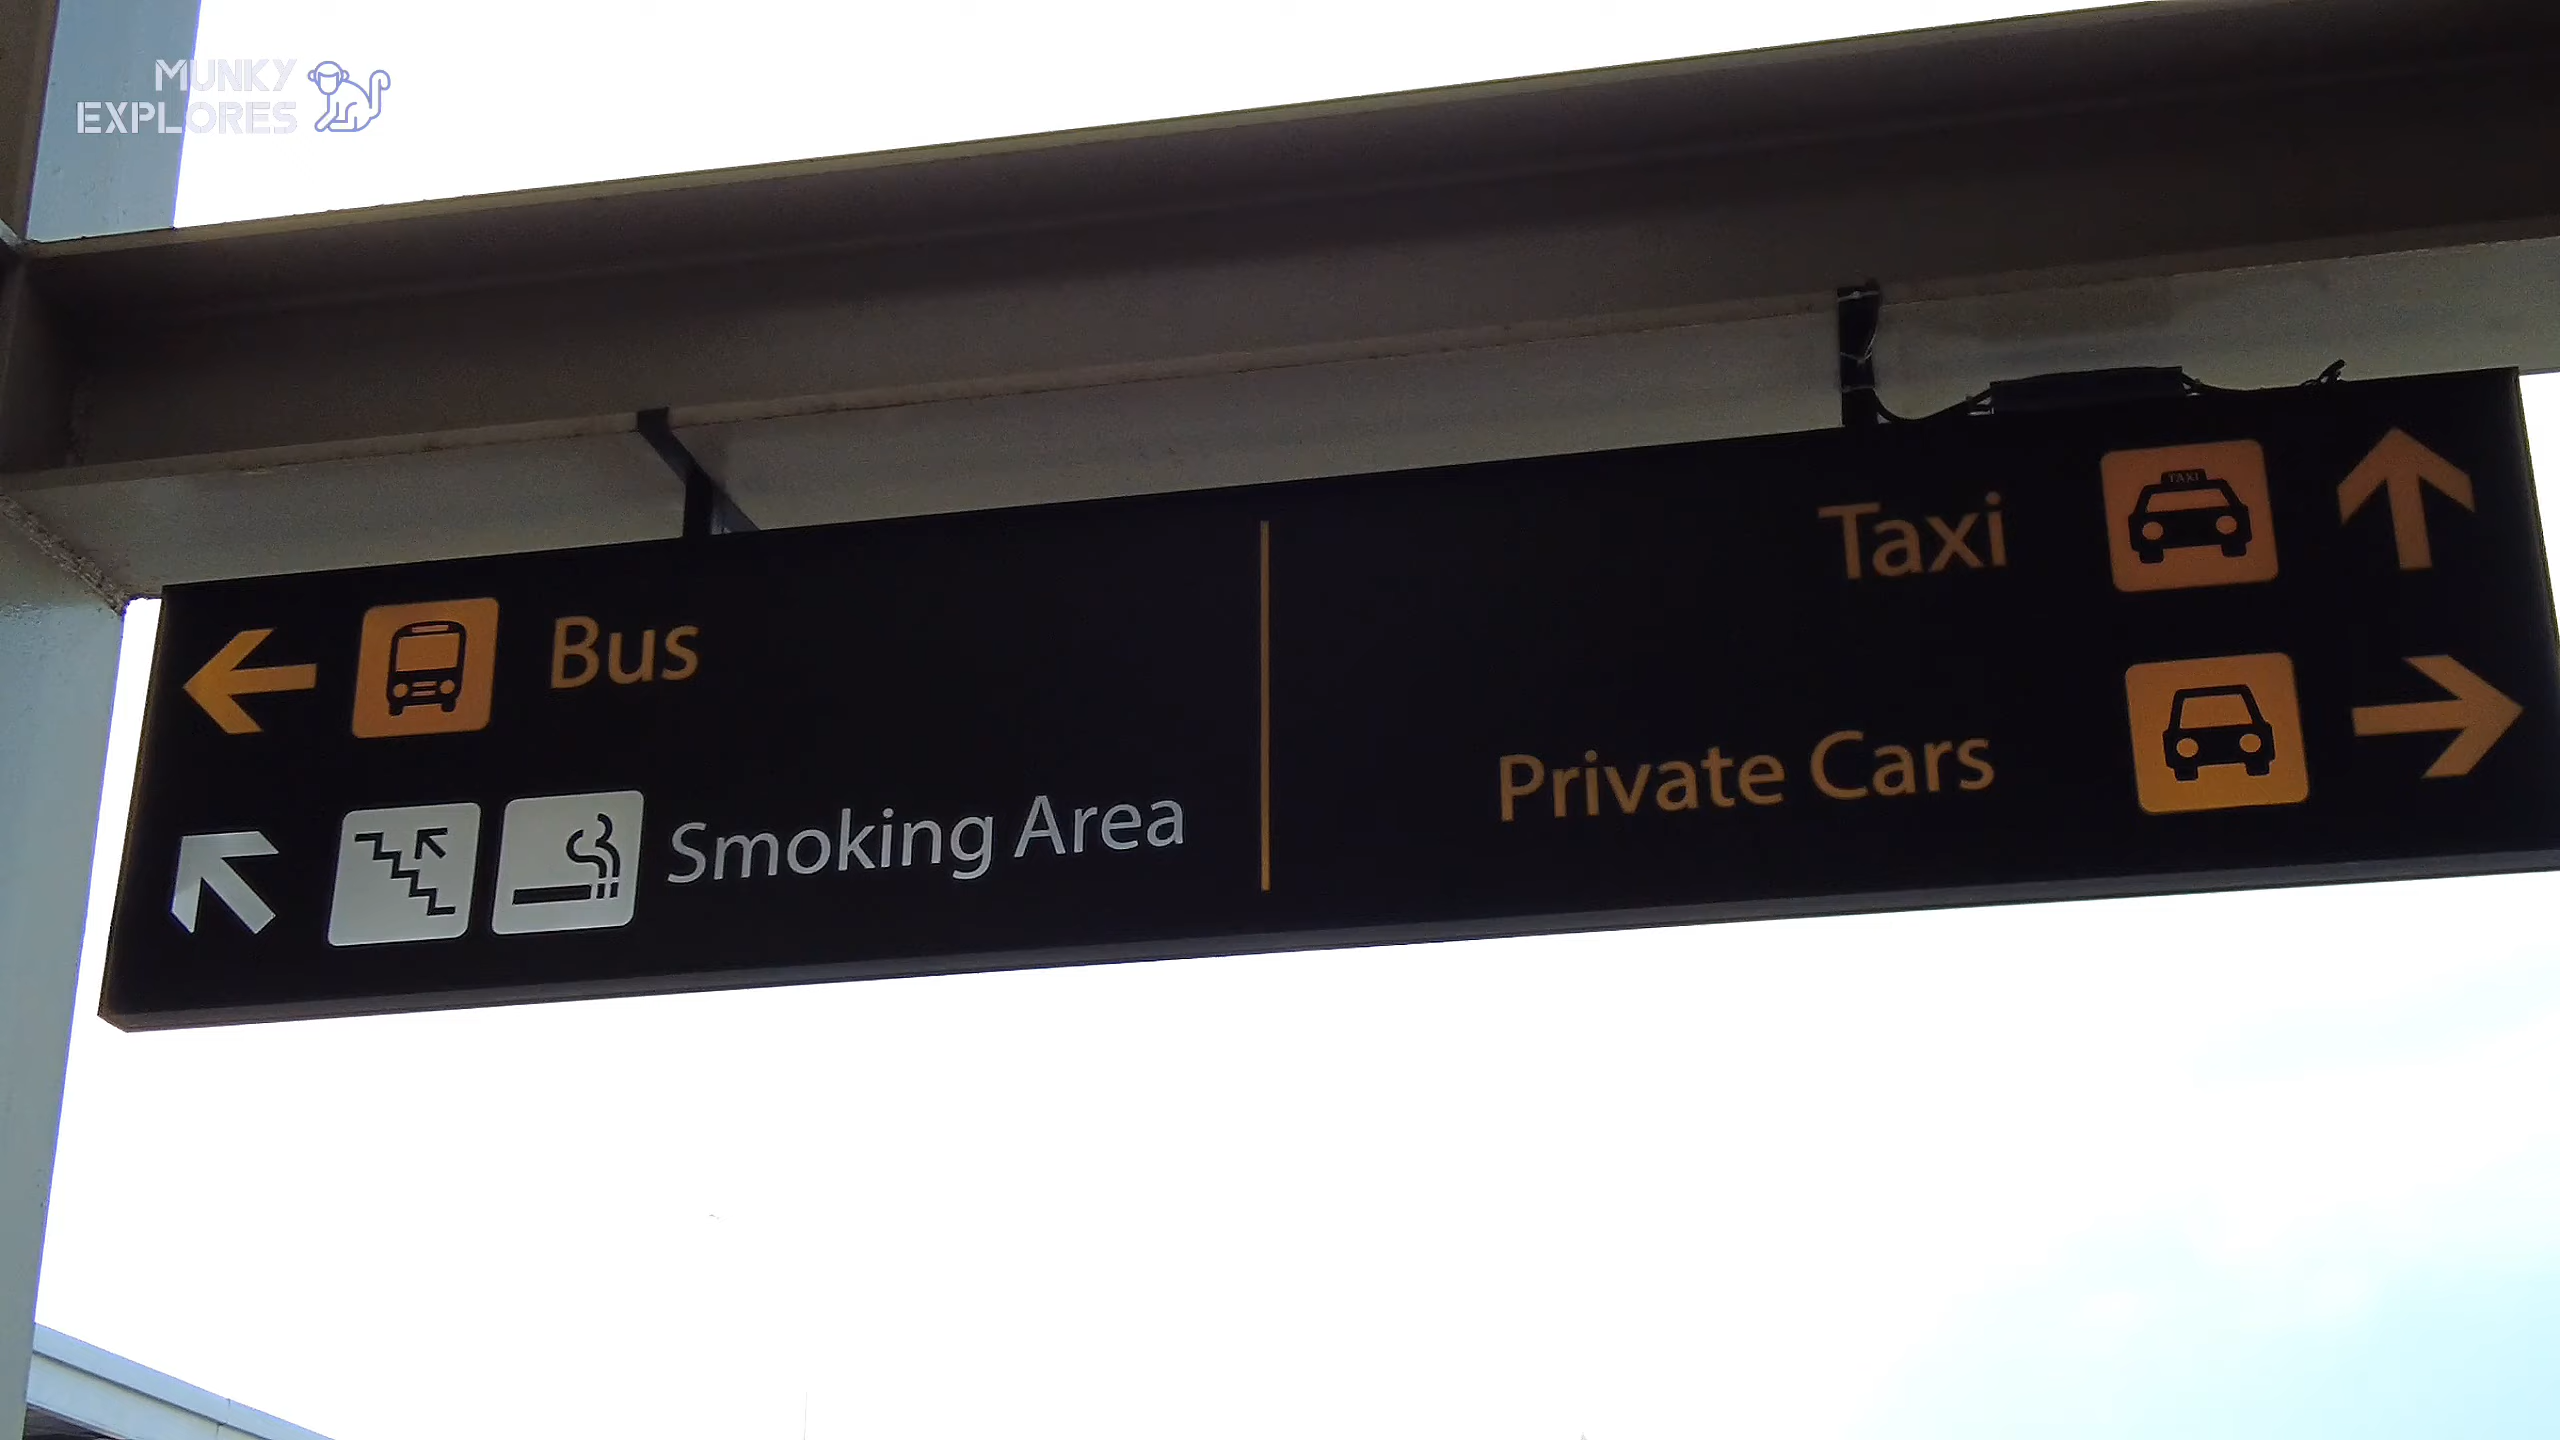 MUNKY
EXPLORES
Bus
Smoking Area
Taxi
TAXI
Private Cars